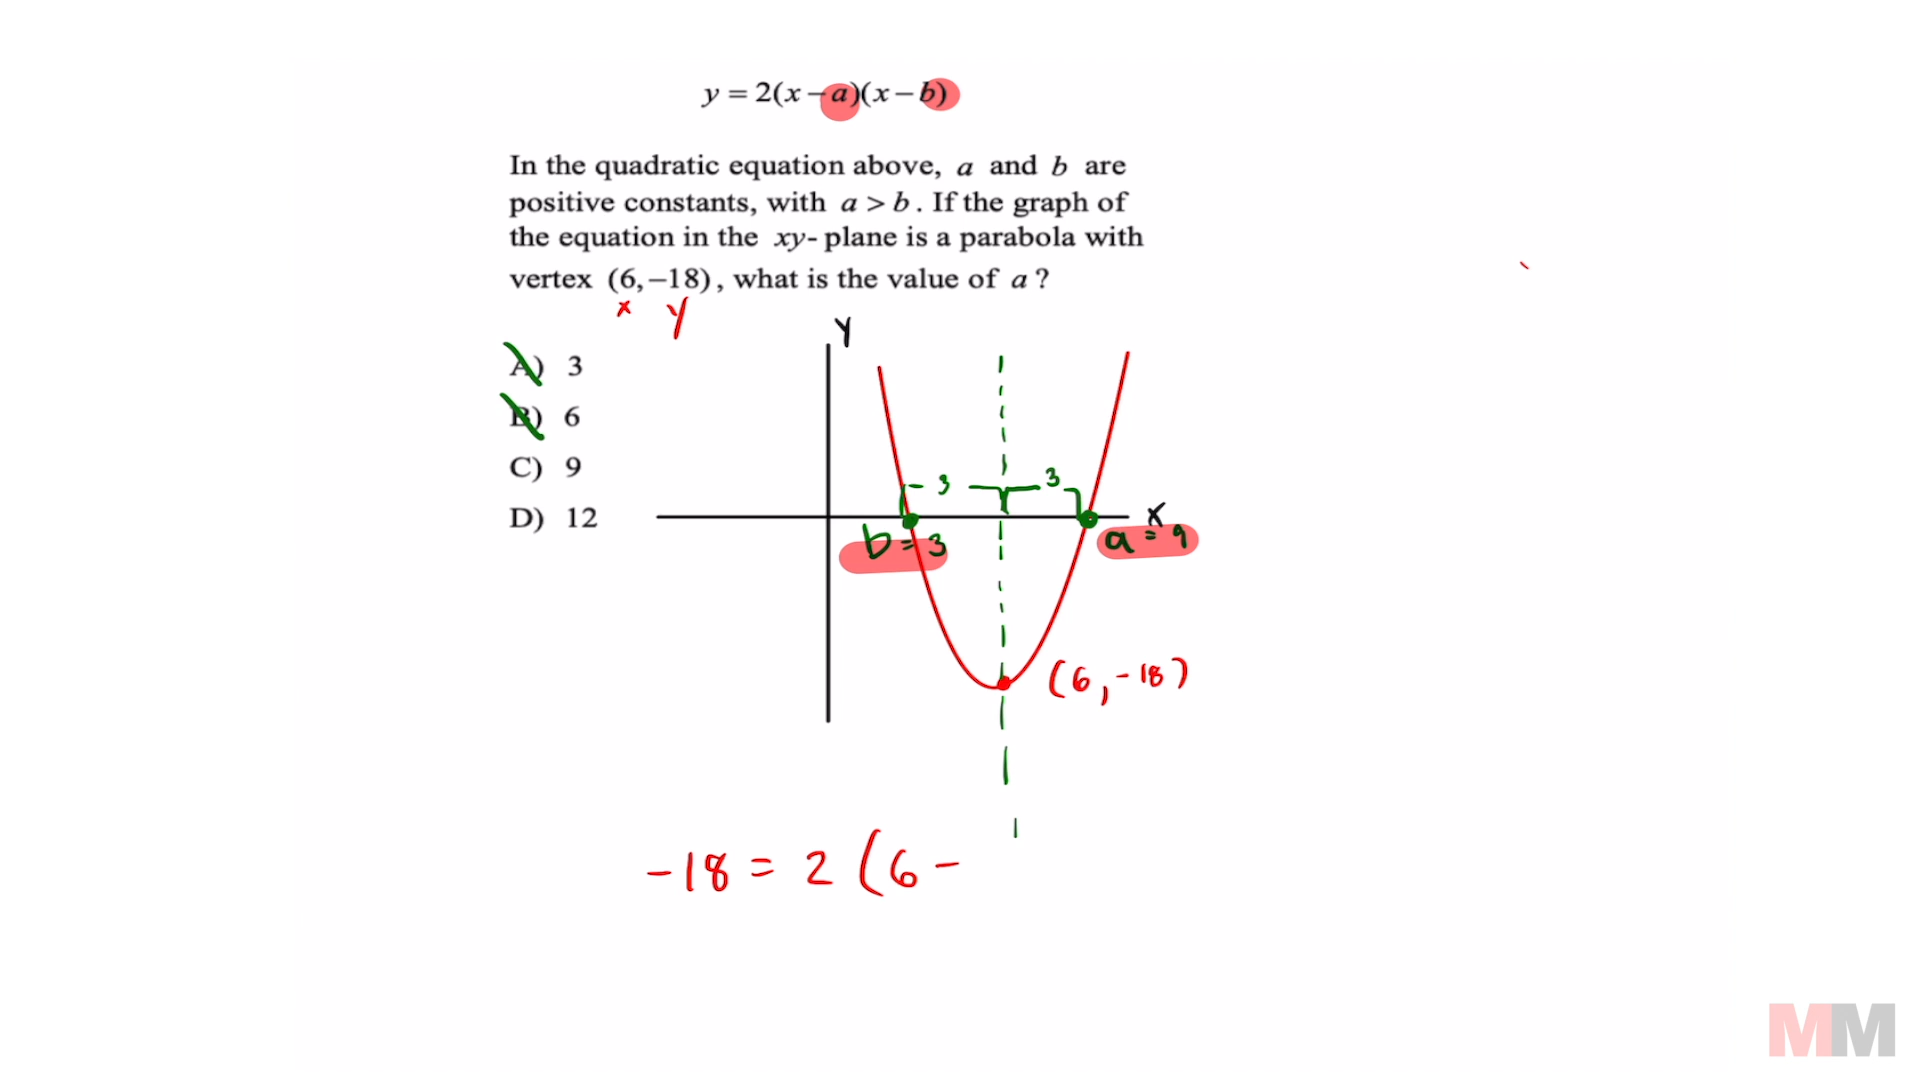 y = 2(x – a)(x – b)
In the quadratic equation above, a and b are
positive constants, with a > b. If the graph of
the equation in the xy-plane is a parabola with
vertex (6, –18), what is the value of a ?
x y
Y
A) 3
B) 6
C) 9
D) 12
3 3
X
b = 3
a = 9
(6, -18)
-18 = 2 (6 -
MM